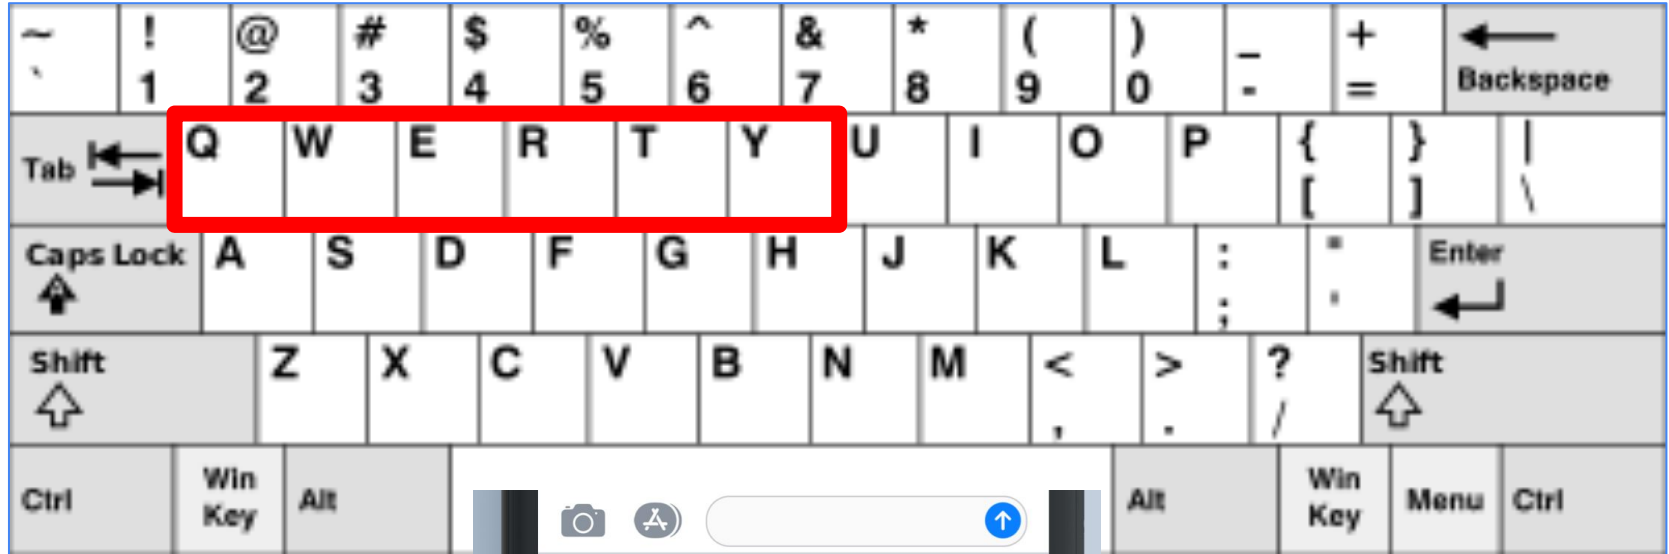 ~ ! @ # $ % ^ & * ( ) _ +
` 1 2 3 4 5 6 7 8 9 0 - = Backspace
Tab Q W E R T Y U I O P { } |
[ ] \
Caps Lock A S D F G H J K L : " Enter
; '
Shift Z X C V B N M < > ? Shift
, . /
Ctrl Win Key Alt Alt Win Key Menu Ctrl